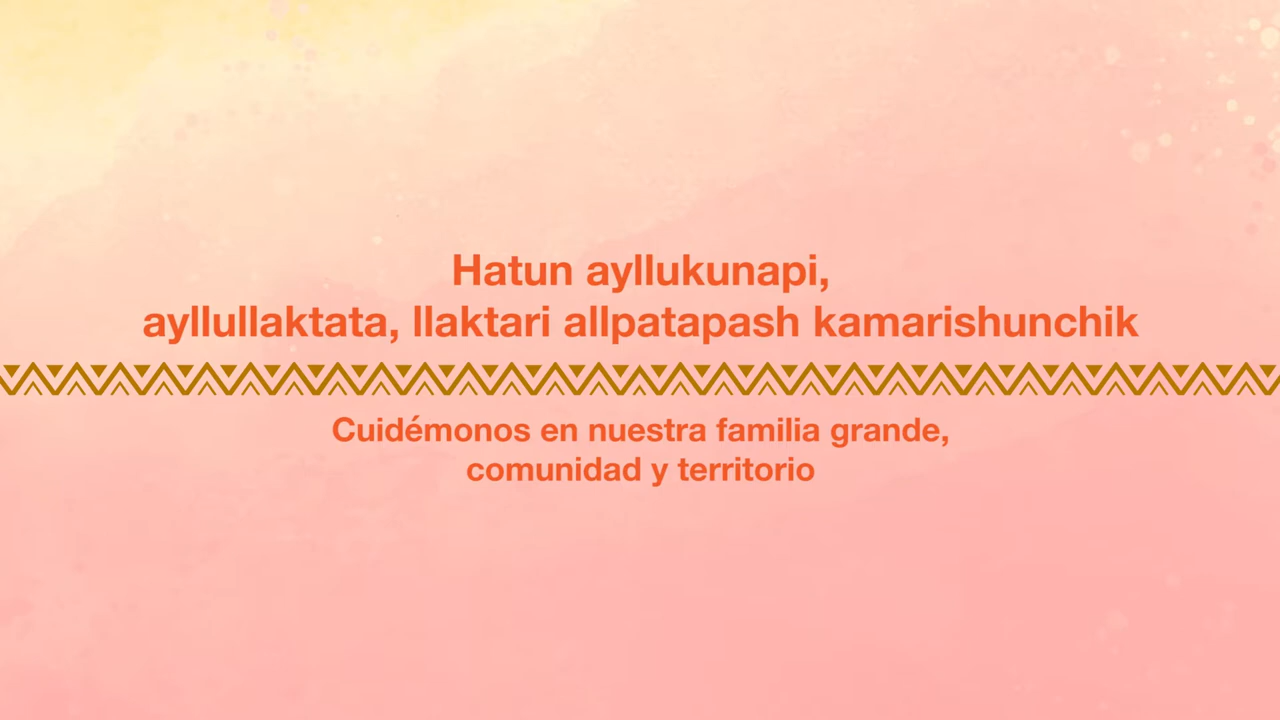 Hatun ayllukunapi,
ayllullaktata, llaktari allpatapash kamarishunchik
Cuidémonos en nuestra familia grande,
comunidad y territorio